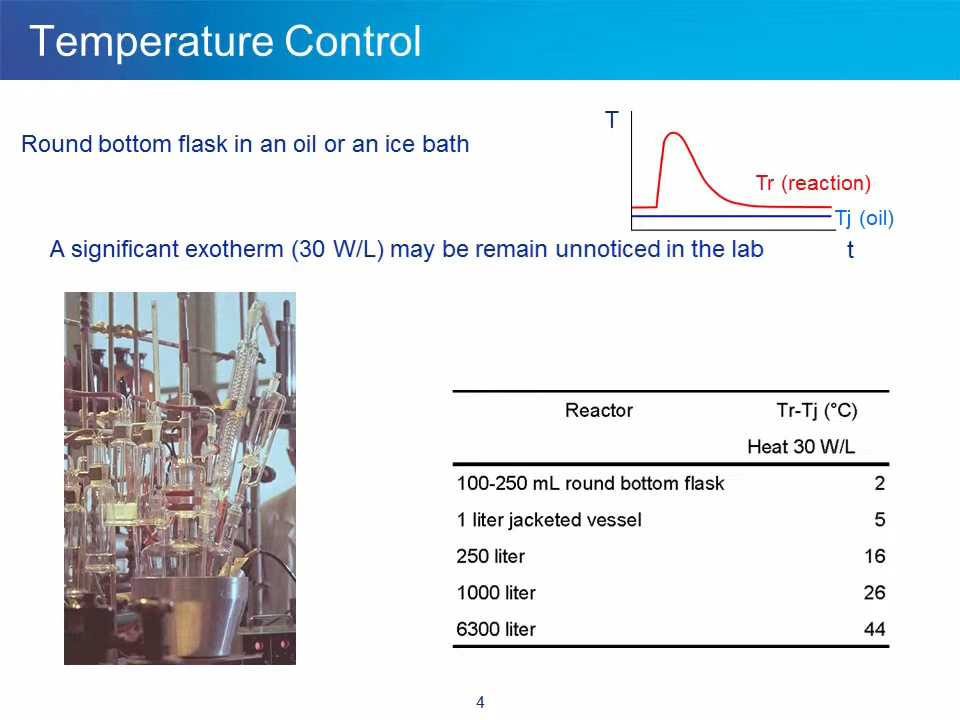 Temperature Control
Round bottom flask in an oil or an ice bath
T
Tr (reaction)
Tj (oil)
t
A significant exotherm (30 W/L) may be remain unnoticed in the lab
Reactor Tr-Tj (°C)
Heat 30 W/L
100-250 mL round bottom flask 2
1 liter jacketed vessel 5
250 liter 16
1000 liter 26
6300 liter 44
4